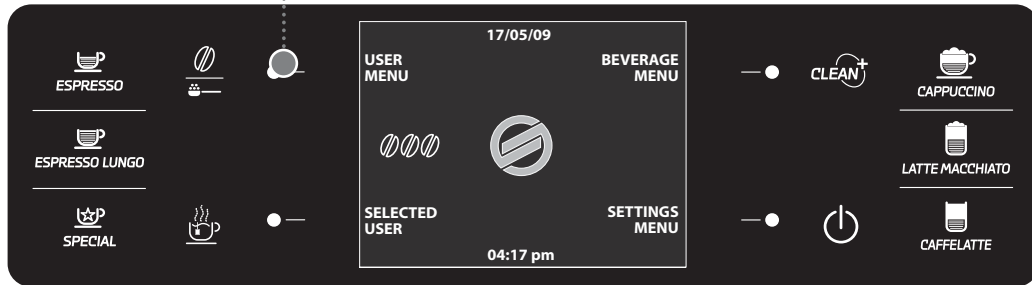 ESPRESSO
ESPRESSO LUNGO
SPECIAL
17/05/09
USER
MENU
BEVERAGE
MENU
SELECTED
USER
SETTINGS
MENU
04:17 pm
CLEAN+
CAPPUCCINO
LATTE MACCHIATO
CAFFELATTE